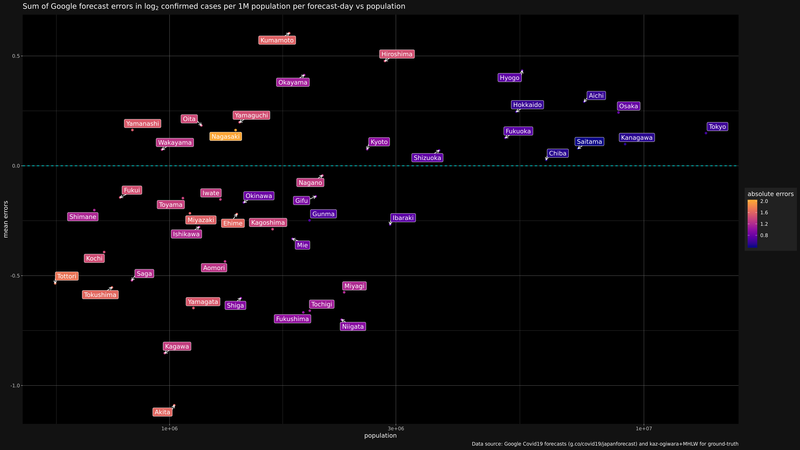 Sum of Google forecast errors in log₂ confirmed cases per 1M population per forecast-day vs population
Kumamoto
Hiroshima
0.5
Okayama
Hyogo
Aichi
Hokkaido
Osaka
Yamanashi
Oita
Yamaguchi
Tokyo
Nagasaki
Fukuoka
Wakayama
Kyoto
Saitama
Kanagawa
Shizuoka
Chiba
0.0
Nagano
Fukui
Iwate
Okinawa
Toyama
Gifu
Shimane
Miyazaki
Ehime
Kagoshima
Gunma
Ibaraki
Ishikawa
Mie
Kochi
Aomori
Tottori
Saga
-0.5
Tokushima
Miyagi
Yamagata
Shiga
Tochigi
Fukushima
Niigata
Kagawa
-1.0
Akita
mean errors
1e+06
3e+06
1e+07
population
absolute errors
2.0
1.6
1.2
0.8
Data source: Google Covid19 forecasts (g.co/covid19/japanforecast) and kaz-ogiwara+MHLW for ground-truth